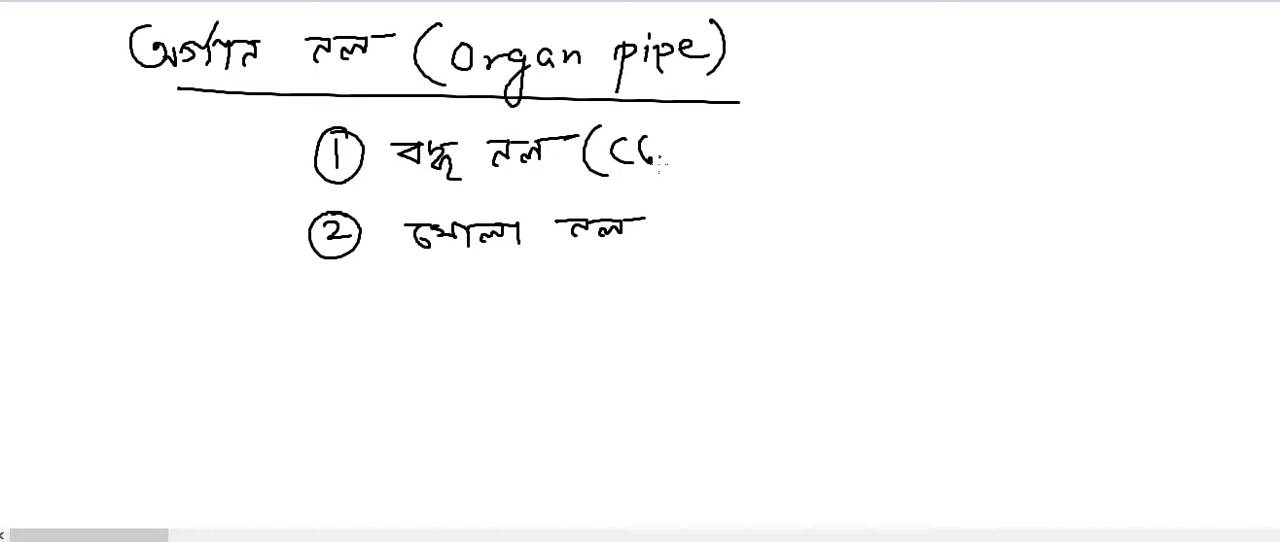 অর্গান নল (Organ pipe)
① বদ্ধ নল (
② খোলা নল